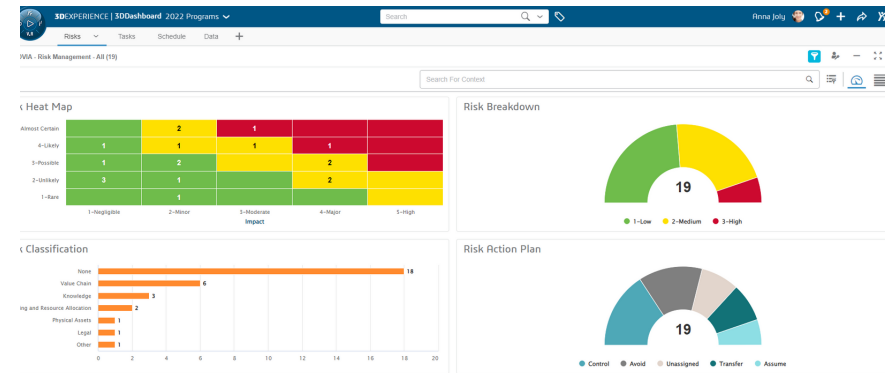 3DEXPERIENCE | 3DDashboard 2022 Programs
Search
Anna Joly
V.R
Risks
Tasks
Schedule
Data
OVIA - Risk Management - All (19)
Search For Context
k Heat Map
Almost Certain
2
1
4-Likely
1
1
1
1
3-Possible
1
2
2
2-Unlikely
3
1
2
1-Rare
1
1-Negligible
2-Minor
3-Moderate
4-Major
5-High
Impact
Risk Breakdown
19
1-Low
2-Medium
3-High
k Classification
None
18
Value Chain
6
Knowledge
3
ing and Resource Allocation
2
Physical Assets
1
Legal
1
Other
1
0 2 4 6 8 10 12 14 16 18 20
Risk Action Plan
19
Control
Avoid
Unassigned
Transfer
Assume